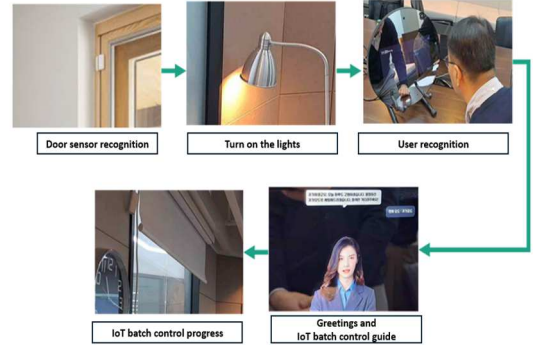 Door sensor recognition
Turn on the lights
User recognition
IoT batch control progress
Greetings and
IoT batch control guide